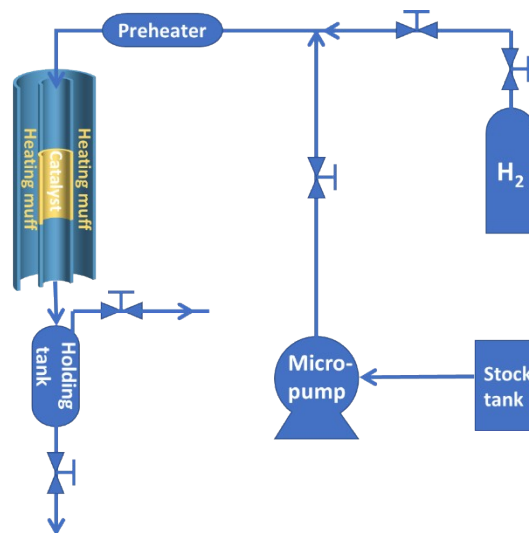 Preheater
Heating muff
Catalyst
Heating muff
H₂
Holding
tank
Micro-
pump
Stock
tank